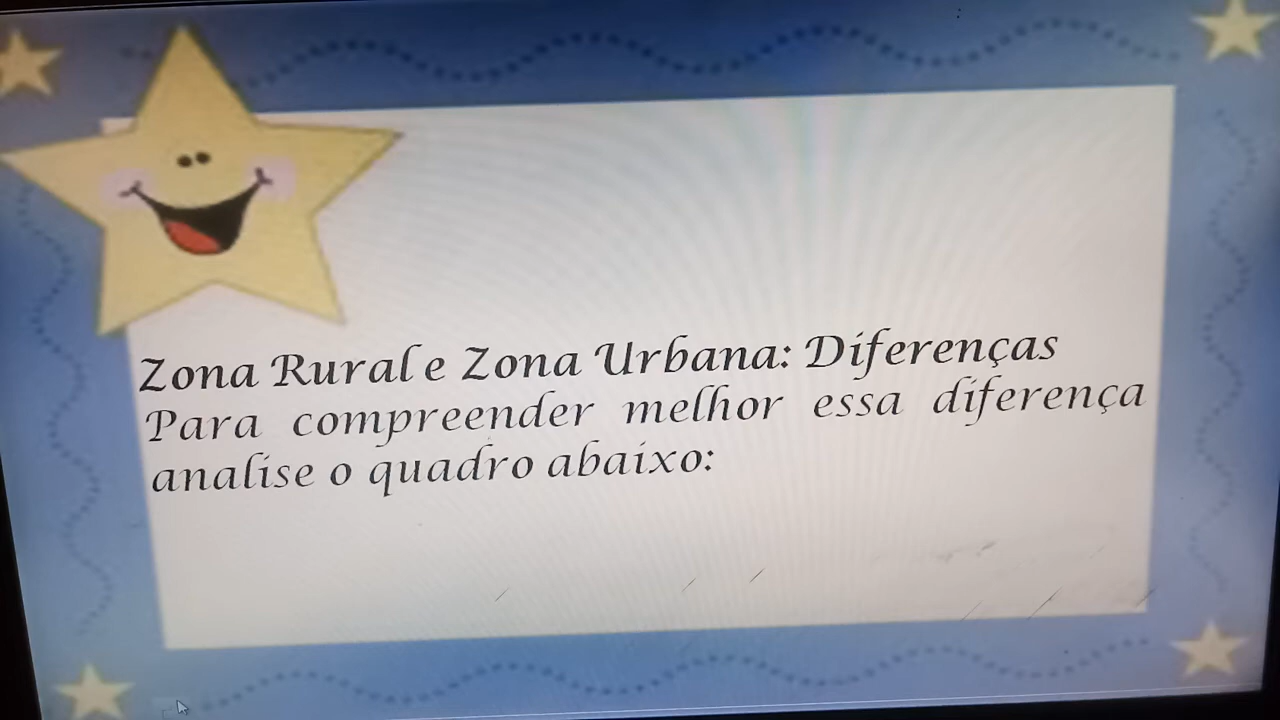 Zona Rural e Zona Urbana: Diferenças
Para compreender melhor essa diferença
analise o quadro abaixo: